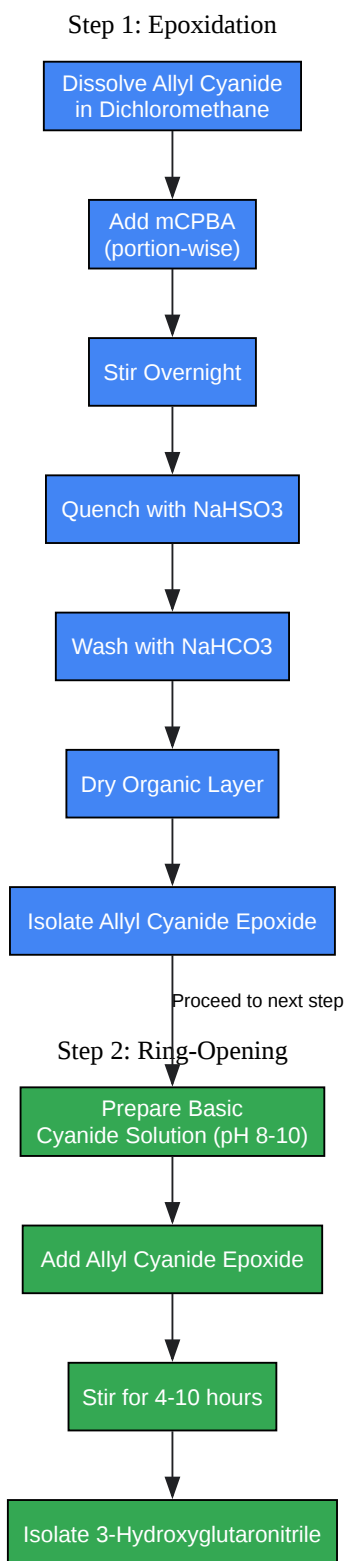 Step 1: Epoxidation
Dissolve Allyl Cyanide
in Dichloromethane
Add mCPBA
(portion-wise)
Stir Overnight
Quench with NaHSO3
Wash with NaHCO3
Dry Organic Layer
Isolate Allyl Cyanide Epoxide
Proceed to next step
Step 2: Ring-Opening
Prepare Basic
Cyanide Solution (pH 8-10)
Add Allyl Cyanide Epoxide
Stir for 4-10 hours
Isolate 3-Hydroxyglutaronitrile